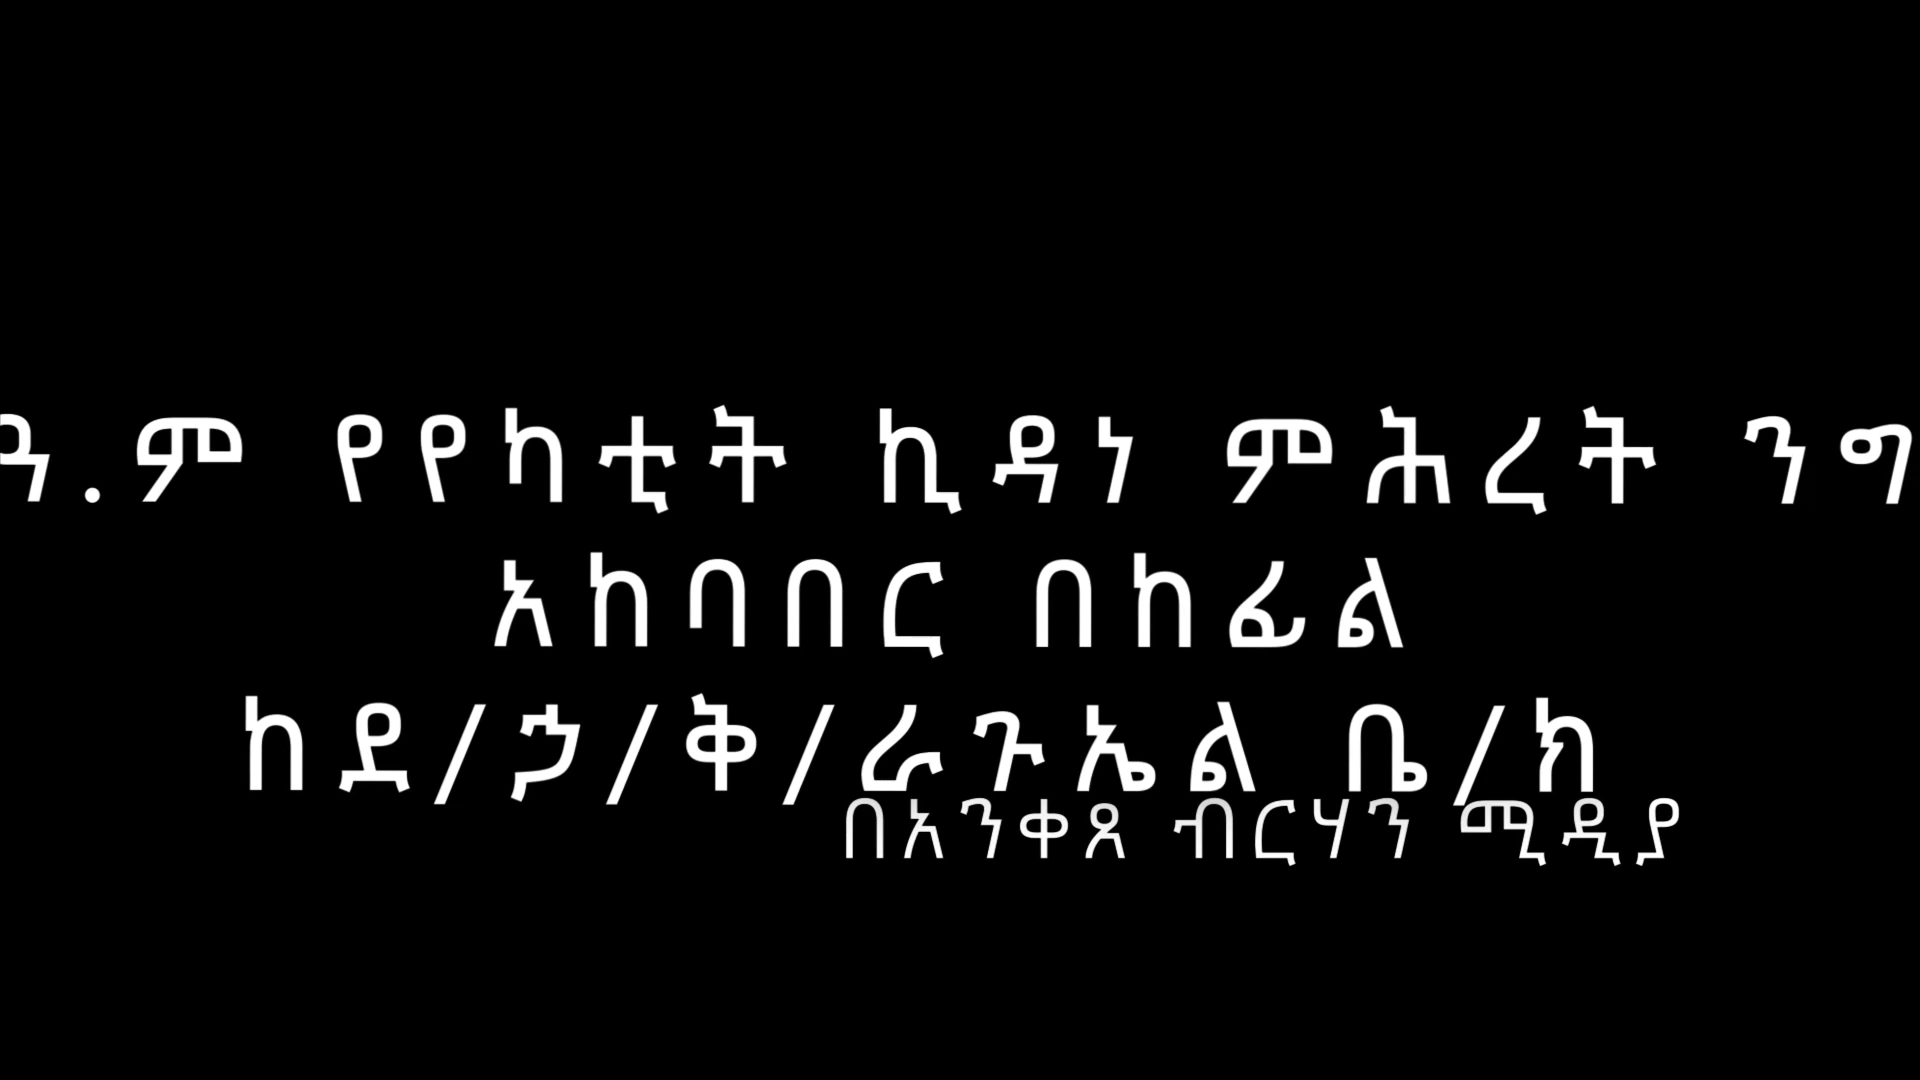 ዓ.ም የየካቲት ኪዳነ ምሕረት ንግ
አከባበር በከፊል
ከደ/ኃ/ቅ/ራጉኤል ቤ/ክ
በአንቀጸ ብርሃን ሚዲያ